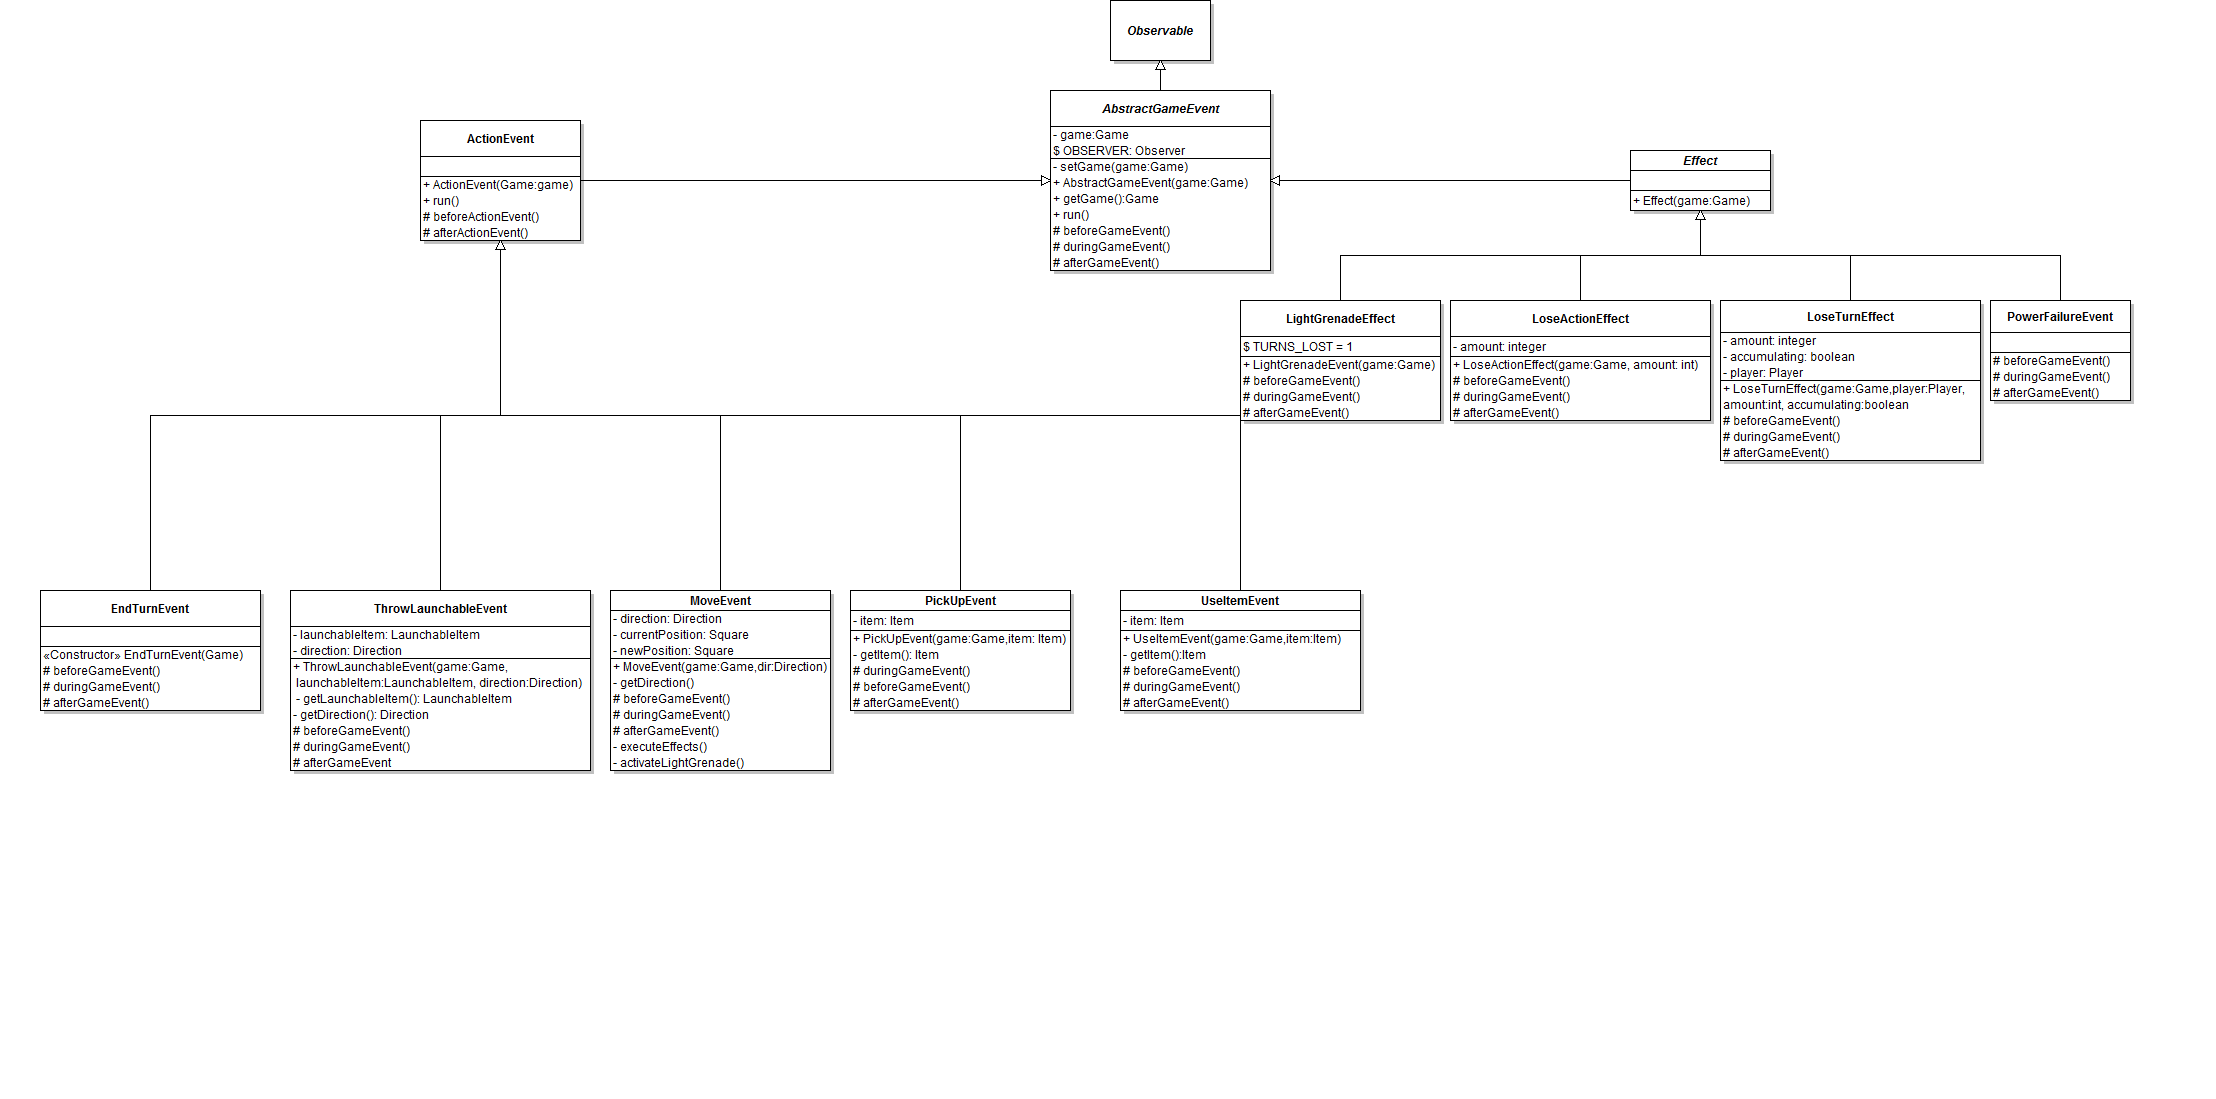 Observable
AbstractGameEvent
- game:Game
$ OBSERVER: Observer
- setGame(game:Game)
+ AbstractGameEvent(game:Game)
+ getGame():Game
+ run()
# beforeGameEvent()
# duringGameEvent()
# afterGameEvent()
ActionEvent
+ ActionEvent(Game:game)
+ run()
# beforeActionEvent()
# afterActionEvent()
Effect
+ Effect(game:Game)
LightGrenadeEffect
$ TURNS_LOST = 1
+ LightGrenadeEvent(game:Game)
# beforeGameEvent()
# duringGameEvent()
# afterGameEvent()
LoseActionEffect
- amount: integer
+ LoseActionEffect(game:Game, amount: int)
# beforeGameEvent()
# duringGameEvent()
# afterGameEvent()
LoseTurnEffect
- amount: integer
- accumulating: boolean
- player: Player
+ LoseTurnEffect(game:Game,player:Player,
amount:int, accumulating:boolean
# beforeGameEvent()
# duringGameEvent()
# afterGameEvent()
PowerFailureEvent
# beforeGameEvent()
# duringGameEvent()
# afterGameEvent()
EndTurnEvent
«Constructor» EndTurnEvent(Game)
# beforeGameEvent()
# duringGameEvent()
# afterGameEvent()
ThrowLaunchableEvent
- launchableItem: LaunchableItem
- direction: Direction
+ ThrowLaunchableEvent(game:Game,
launchableItem:LaunchableItem, direction:Direction)
- getLaunchableItem(): LaunchableItem
- getDirection(): Direction
# beforeGameEvent()
# duringGameEvent()
# afterGameEvent
MoveEvent
- direction: Direction
- currentPosition: Square
- newPosition: Square
+ MoveEvent(game:Game,dir:Direction)
- getDirection()
# beforeGameEvent()
# duringGameEvent()
# afterGameEvent()
- executeEffects()
- activateLightGrenade()
PickUpEvent
- item: Item
+ PickUpEvent(game:Game,item: Item)
- getItem(): Item
# duringGameEvent()
# beforeGameEvent()
# afterGameEvent()
UseItemEvent
- item: Item
+ UseItemEvent(game:Game,item:Item)
- getItem():Item
# beforeGameEvent()
# duringGameEvent()
# afterGameEvent()